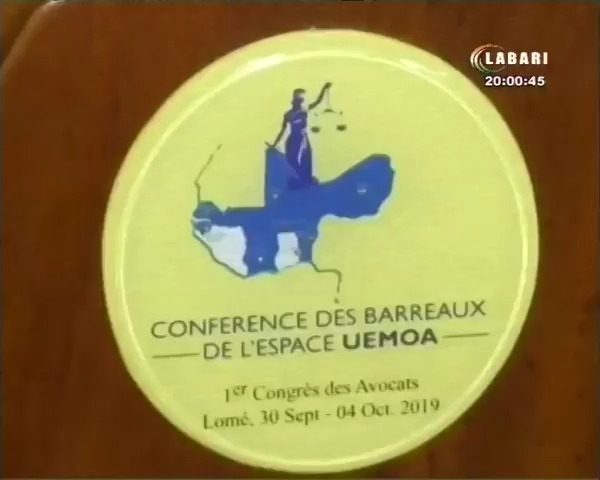 LABARI
20:00:45
CONFERENCE DES BARREAUX
DE L'ESPACE UEMOA
1er Congrès des Avocats
Lomé, 30 Sept - 04 Oct. 2019